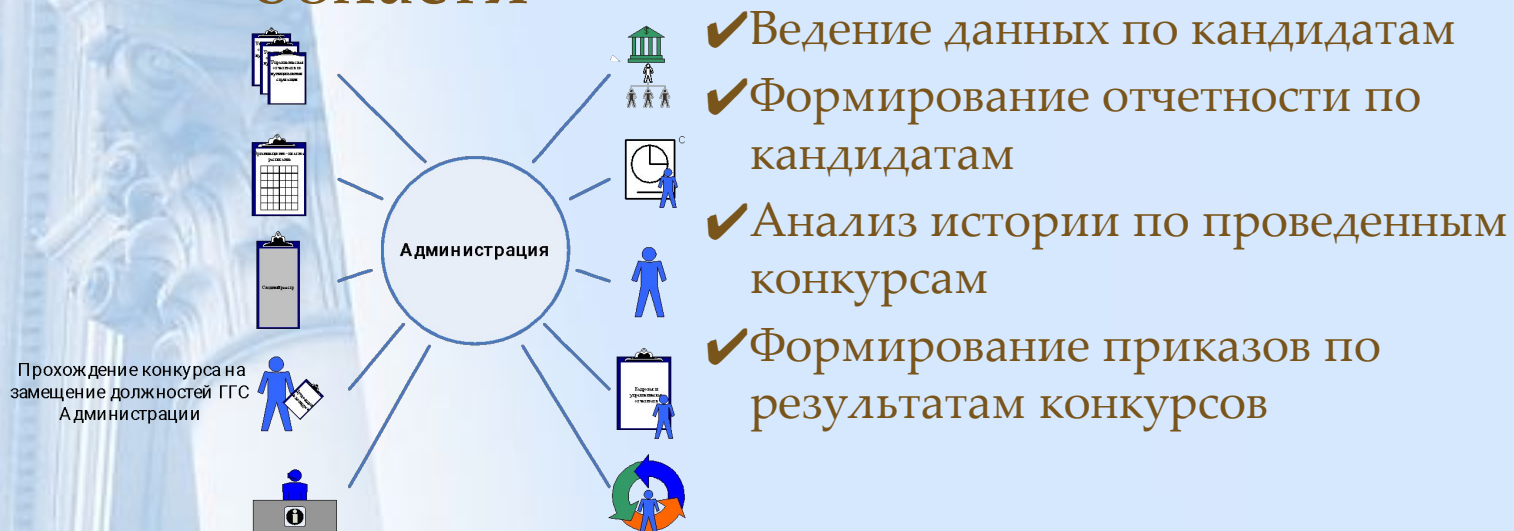 Администрация
Прохождение конкурса на
замещение должностей ГГС
Администрации
✔Ведение данных по кандидатам
✔Формирование отчетности по
кандидатам
✔Анализ истории по проведенным
конкурсам
✔Формирование приказов по
результатам конкурсов